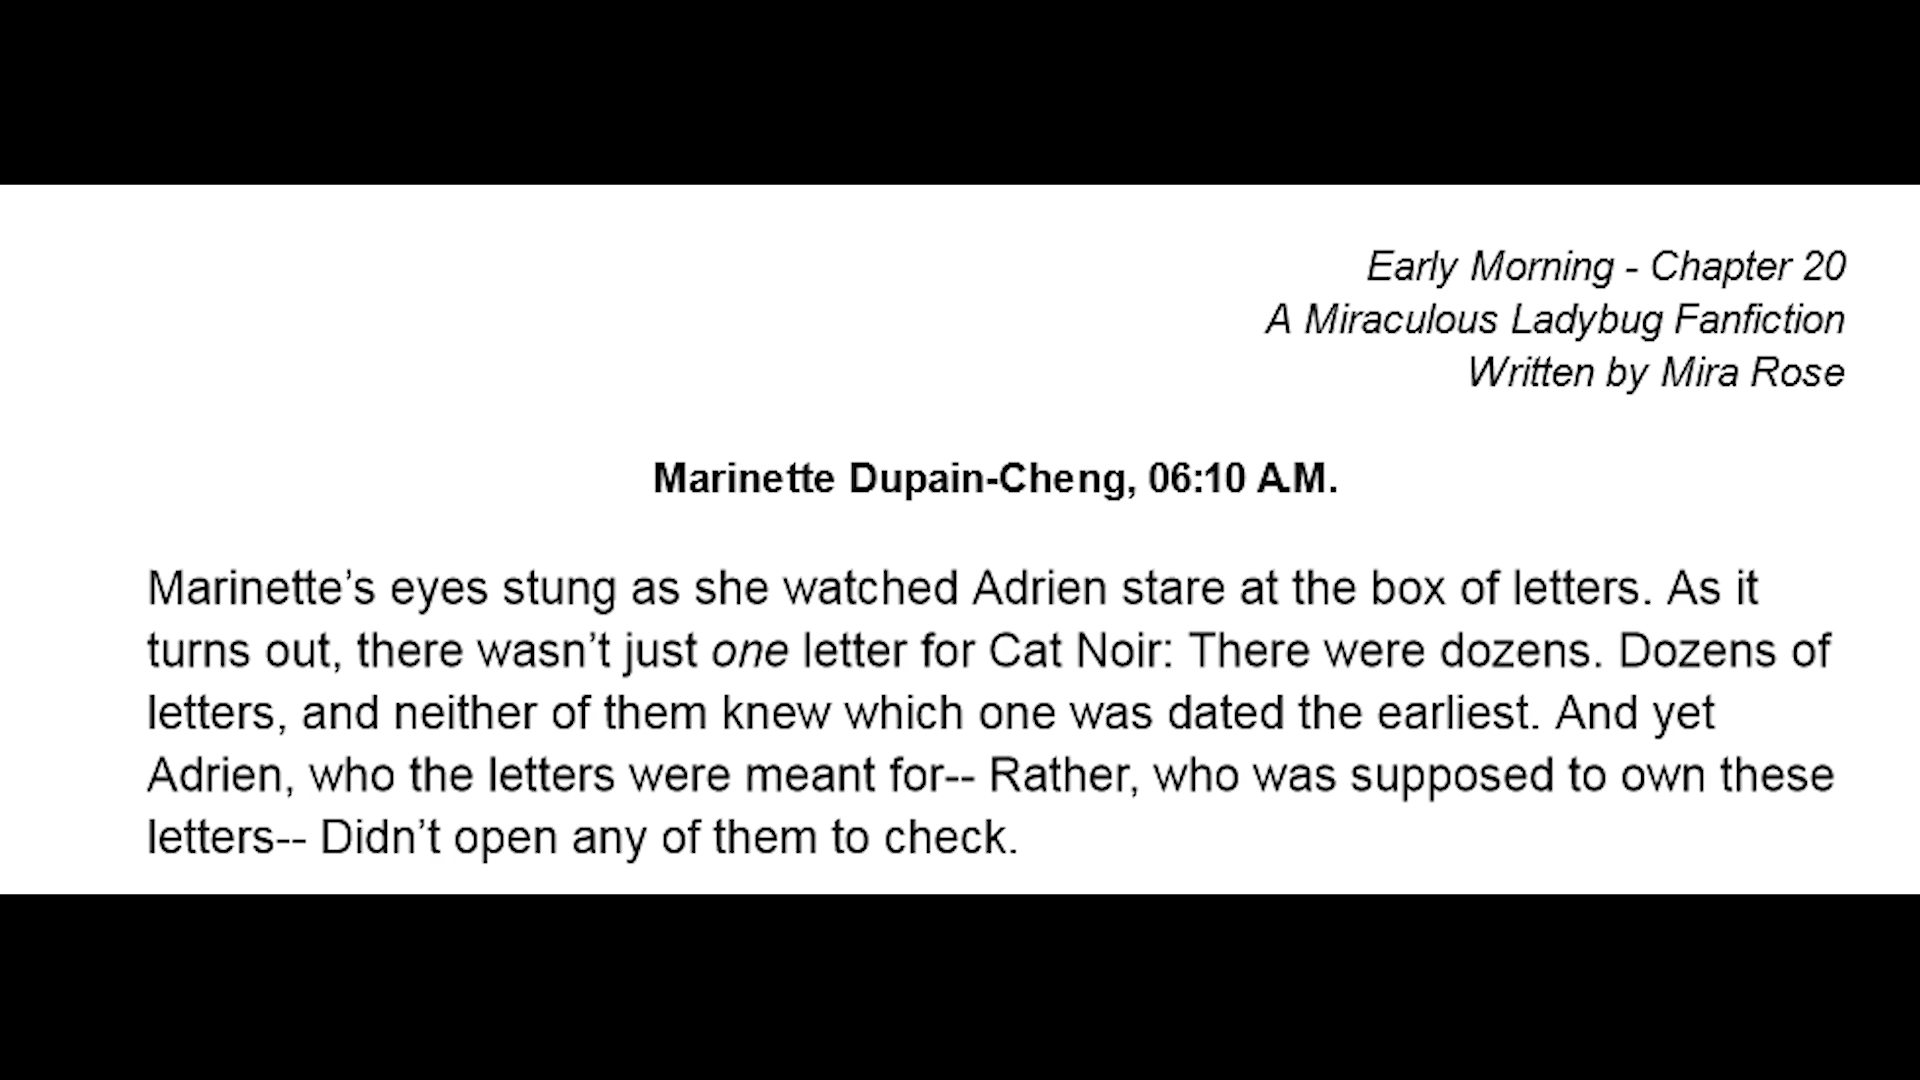 Early Morning - Chapter 20
A Miraculous Ladybug Fanfiction
Written by Mira Rose
Marinette Dupain-Cheng, 06:10 A.M.
Marinette’s eyes stung as she watched Adrien stare at the box of letters. As it
turns out, there wasn’t just one letter for Cat Noir: There were dozens. Dozens of
letters, and neither of them knew which one was dated the earliest. And yet
Adrien, who the letters were meant for-- Rather, who was supposed to own these
letters-- Didn’t open any of them to check.